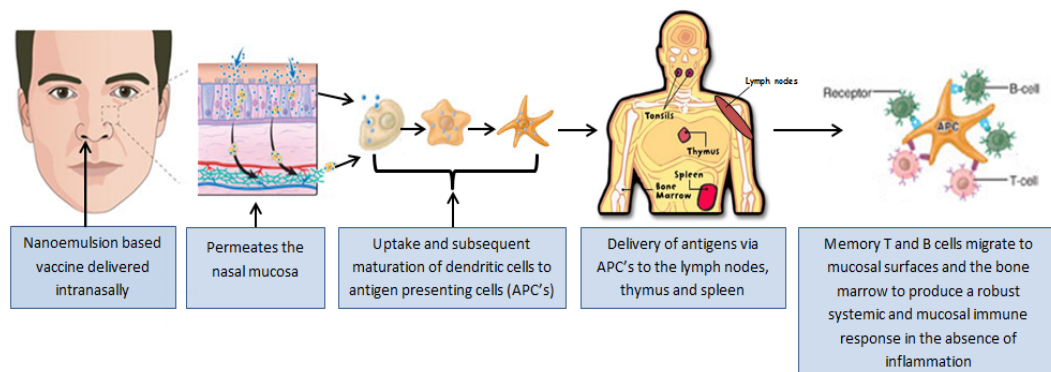 Lymph nodes
Tonsils
Thymus
Spleen
Bone
Marrow
Receptor
B-cell
APC
T-cell
Nanoemulsion based
vaccine delivered
intranasally
Permeates the
nasal mucosa
Uptake and subsequent
maturation of dendritic cells to
antigen presenting cells (APC's)
Delivery of antigens via
APC's to the lymph nodes,
thymus and spleen
Memory T and B cells migrate to
mucosal surfaces and the bone
marrow to produce a robust
systemic and mucosal immune
response in the absence of
inflammation